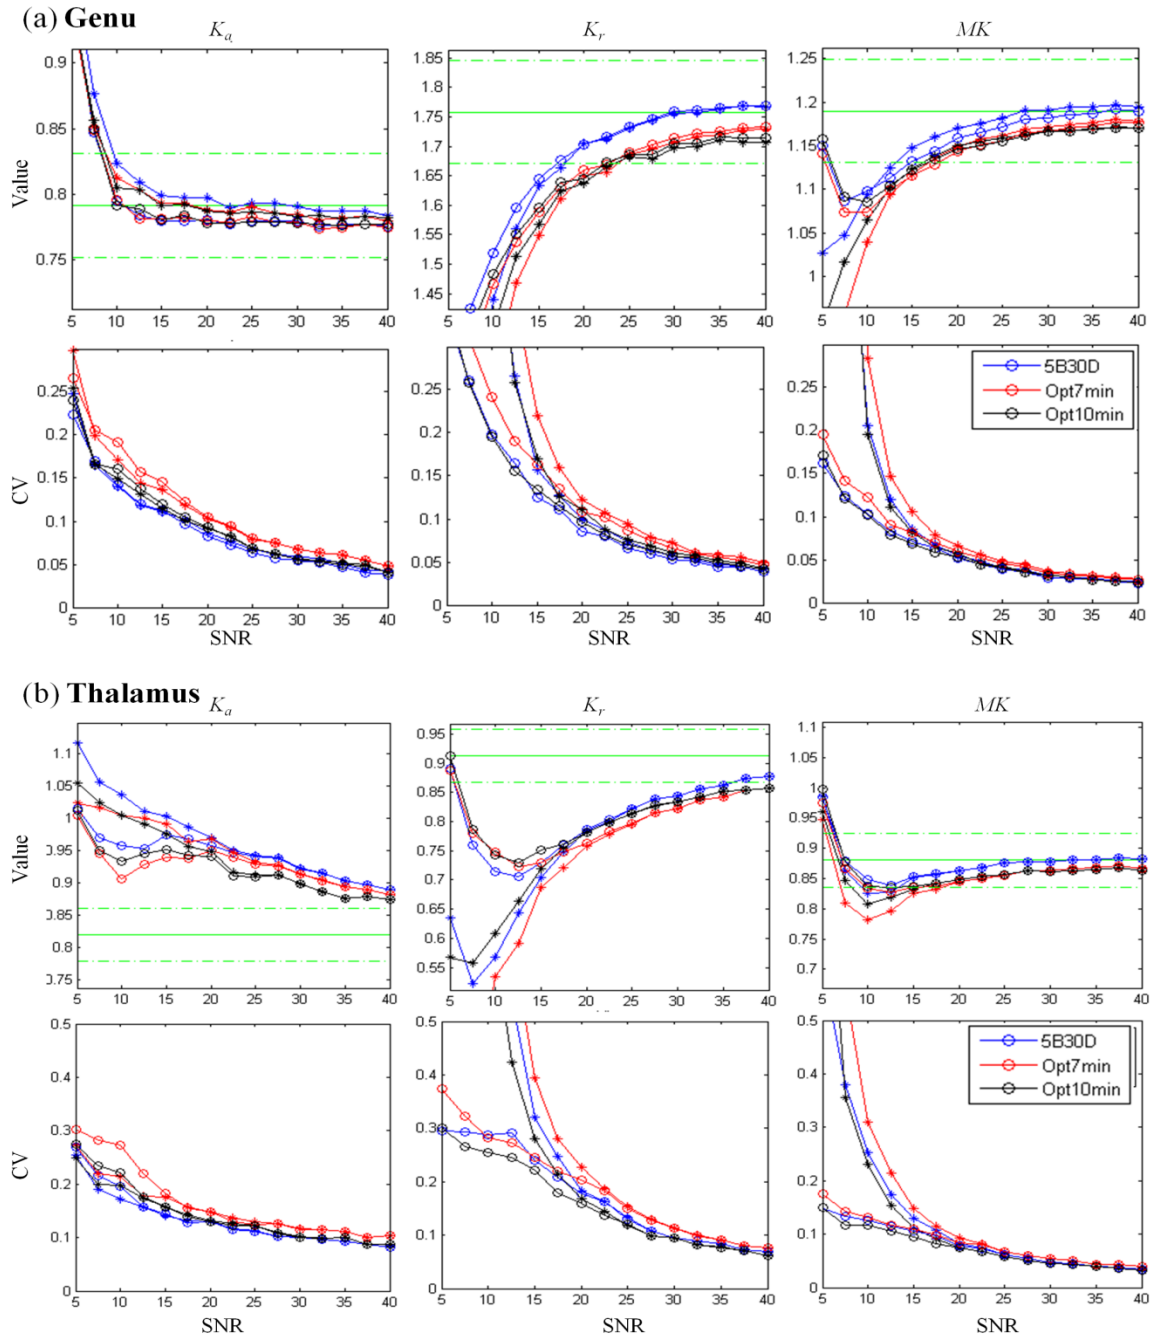 (a) Genu
Ka Kr MK
Value
0.9
0.85
0.8
0.75
5 10 15 20 25 30 35 40
1.85
1.8
1.75
1.7
1.65
1.6
1.55
1.5
1.45
5 10 15 20 25 30 35 40
1.25
1.2
1.15
1.1
1.05
1
5 10 15 20 25 30 35 40
CV
0.25
0.2
0.15
0.1
0.05
0
5 10 15 20 25 30 35 40
SNR
0.25
0.2
0.15
0.1
0.05
0
5 10 15 20 25 30 35 40
SNR
0.25
0.2
0.15
0.1
0.05
0
5 10 15 20 25 30 35 40
SNR
5B30D
Opt7min
Opt10min
(b) Thalamus
Ka Kr MK
Value
1.1
1.05
1
0.95
0.9
0.85
0.8
0.75
5 10 15 20 25 30 35 40
0.95
0.9
0.85
0.8
0.75
0.7
0.65
0.6
0.55
5 10 15 20 25 30 35 40
1.1
1.05
1
0.95
0.9
0.85
0.8
0.75
0.7
5 10 15 20 25 30 35 40
CV
0.5
0.4
0.3
0.2
0.1
0
5 10 15 20 25 30 35 40
SNR
0.5
0.4
0.3
0.2
0.1
0
5 10 15 20 25 30 35 40
SNR
0.5
0.4
0.3
0.2
0.1
0
5 10 15 20 25 30 35 40
SNR
5B30D
Opt7min
Opt10min